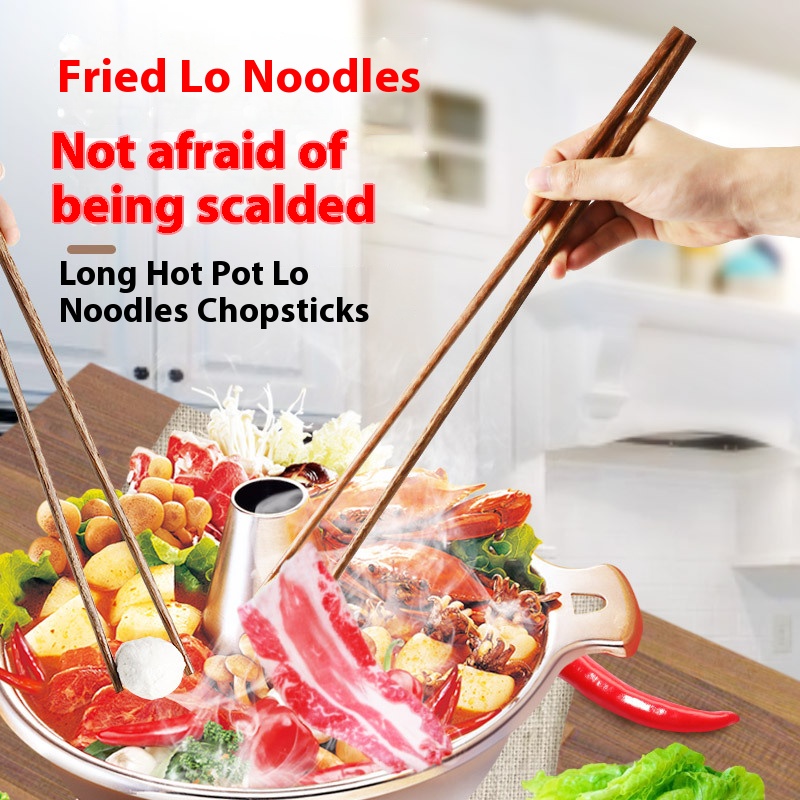 Fried Lo Noodles
Not afraid of
being scalded
Long Hot Pot Lo
Noodles Chopsticks